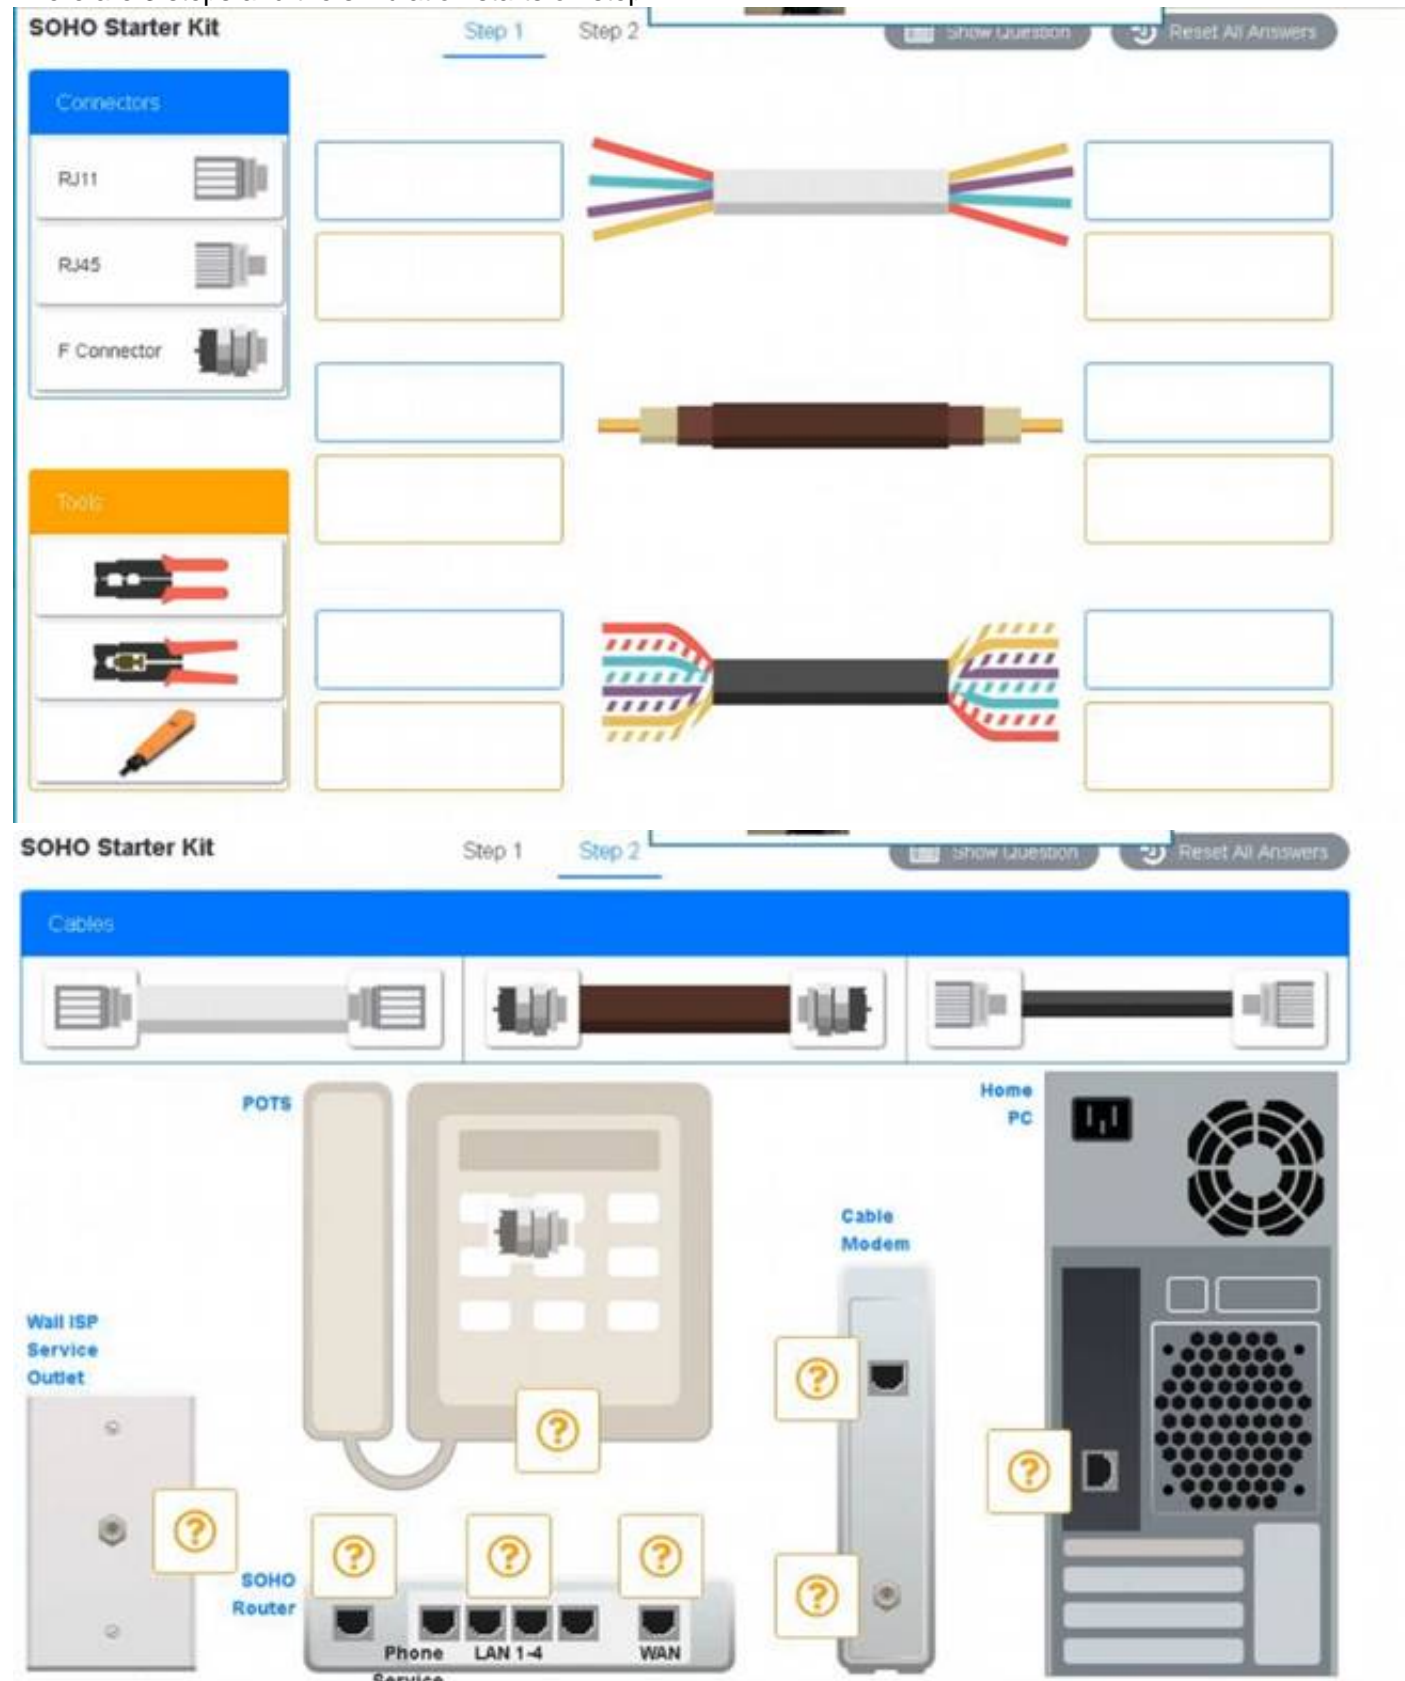 SOHO Starter Kit Step 1 Step 2 Show Question Reset All Answers
Connectors
RJ11
RJ45
F Connector
Tools
SOHO Starter Kit Step 1 Step 2 Show Question Reset All Answers
Cables
POTS
Home
PC
Cable
Modem
Wall ISP
Service
Outlet
SOHO
Router
Phone
Service
LAN 1-4
WAN